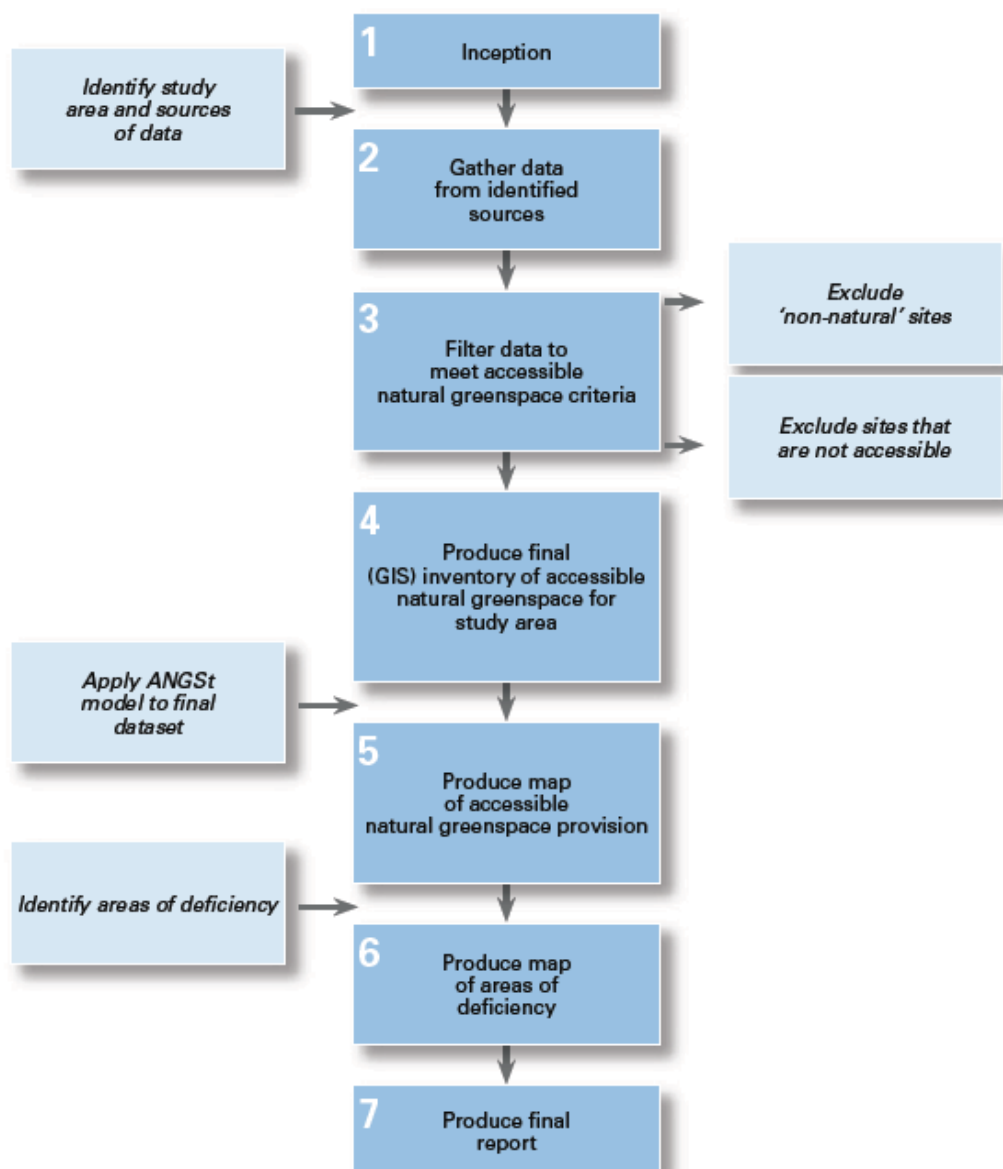 1
Inception
Identify study
area and sources
of data
2
Gather data
from identified
sources
3
Filter data to
meet accessible
natural greenspace criteria
Exclude
‘non-natural’ sites
Exclude sites that
are not accessible
4
Produce final
(GIS) inventory of accessible
natural greenspace for
study area
Apply ANGSt
model to final
dataset
5
Produce map
of accessible
natural greenspace provision
Identify areas of deficiency
6
Produce map
of areas of
deficiency
7
Produce final
report